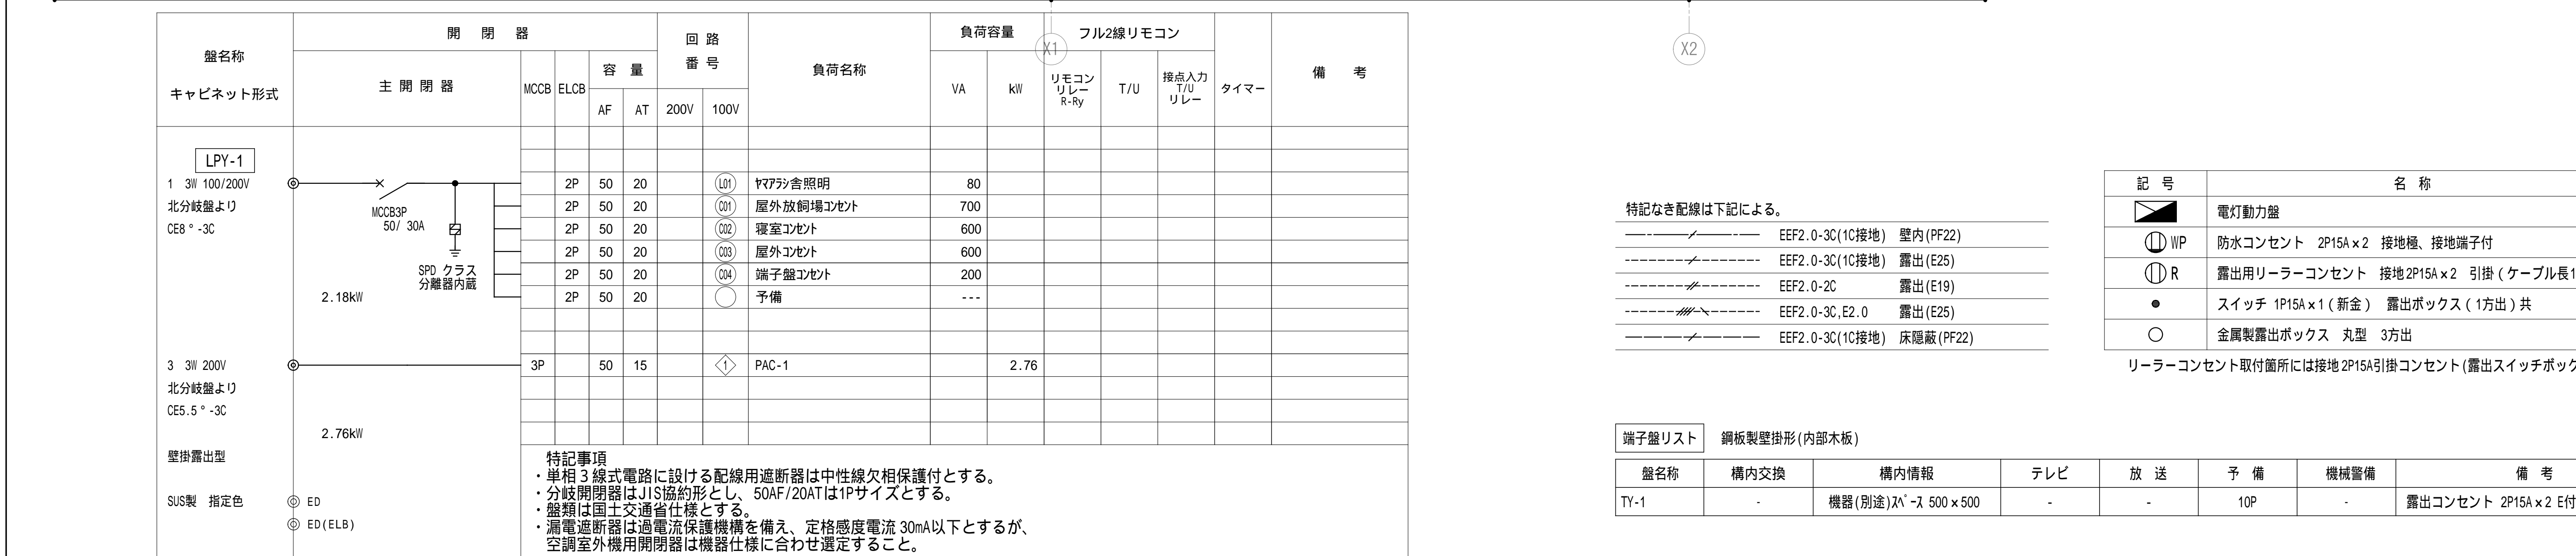 X1
X2
盤名称
キャビネット形式
開 閉 器
主 開 閉 器
MCCB
ELCB
容 量
AF
AT
回 路
番 号
200V
100V
負荷名称
負荷容量
VA
kW
フル2線リモコン
リモコン
リレー
R-Ry
T/U
接点入力
T/U
リレー
タイマー
備 考
LPY-1
1 3W 100/200V
北分岐盤より
CE8°-3C
MCCB3P
50/ 30A
SPD クラス
分離器内蔵
2.18kW
2P 50 20 L01 ﾔﾏｱﾗｼ舎照明 80
2P 50 20 C01 屋外放飼場ｺﾝｾﾝﾄ 700
2P 50 20 C02 寝室ｺﾝｾﾝﾄ 600
2P 50 20 C03 屋外ｺﾝｾﾝﾄ 600
2P 50 20 C04 端子盤ｺﾝｾﾝﾄ 200
2P 50 20 予備 ---
3 3W 200V
北分岐盤より
CE5.5°-3C
3P 50 15 1 PAC-1 2.76
2.76kW
壁掛露出型
SUS製 指定色
ED
ED(ELB)
特記事項
・単相３線式電路に設ける配線用遮断器は中性線欠相保護付とする。
・分岐開閉器はJIS協約形とし、50AF/20ATは1Pサイズとする。
・盤類は国土交通省仕様とする。
・漏電遮断器は過電流保護機構を備え、定格感度電流 30mA以下とするが、
空調室外機用開閉器は機器仕様に合わせ選定すること。
特記なき配線は下記による。
EEF2.0-3C(1C接地) 壁内(PF22)
EEF2.0-3C(1C接地) 露出(E25)
EEF2.0-2C 露出(E19)
EEF2.0-3C,E2.0 露出(E25)
EEF2.0-3C(1C接地) 床隠蔽(PF22)
記 号 名 称
電灯動力盤
WP 防水コンセント 2P15A×2 接地極、接地端子付
R 露出用リーラーコンセント 接地2P15A×2 引掛(ケーブル長1
スイッチ 1P15A×1(新金) 露出ボックス(1方出)共
金属製露出ボックス 丸型 3方出
リーラーコンセント取付箇所には接地2P15A引掛コンセント(露出スイッチボック
端子盤リスト 鋼板製壁掛形(内部木板)
盤名称 構内交換 構内情報 テレビ 放 送 予 備 機械警備 備 考
TY-1 - 機器(別途)ｽﾍﾟｰｽ 500×500 - - 10P - 露出コンセント 2P15A×2 E付